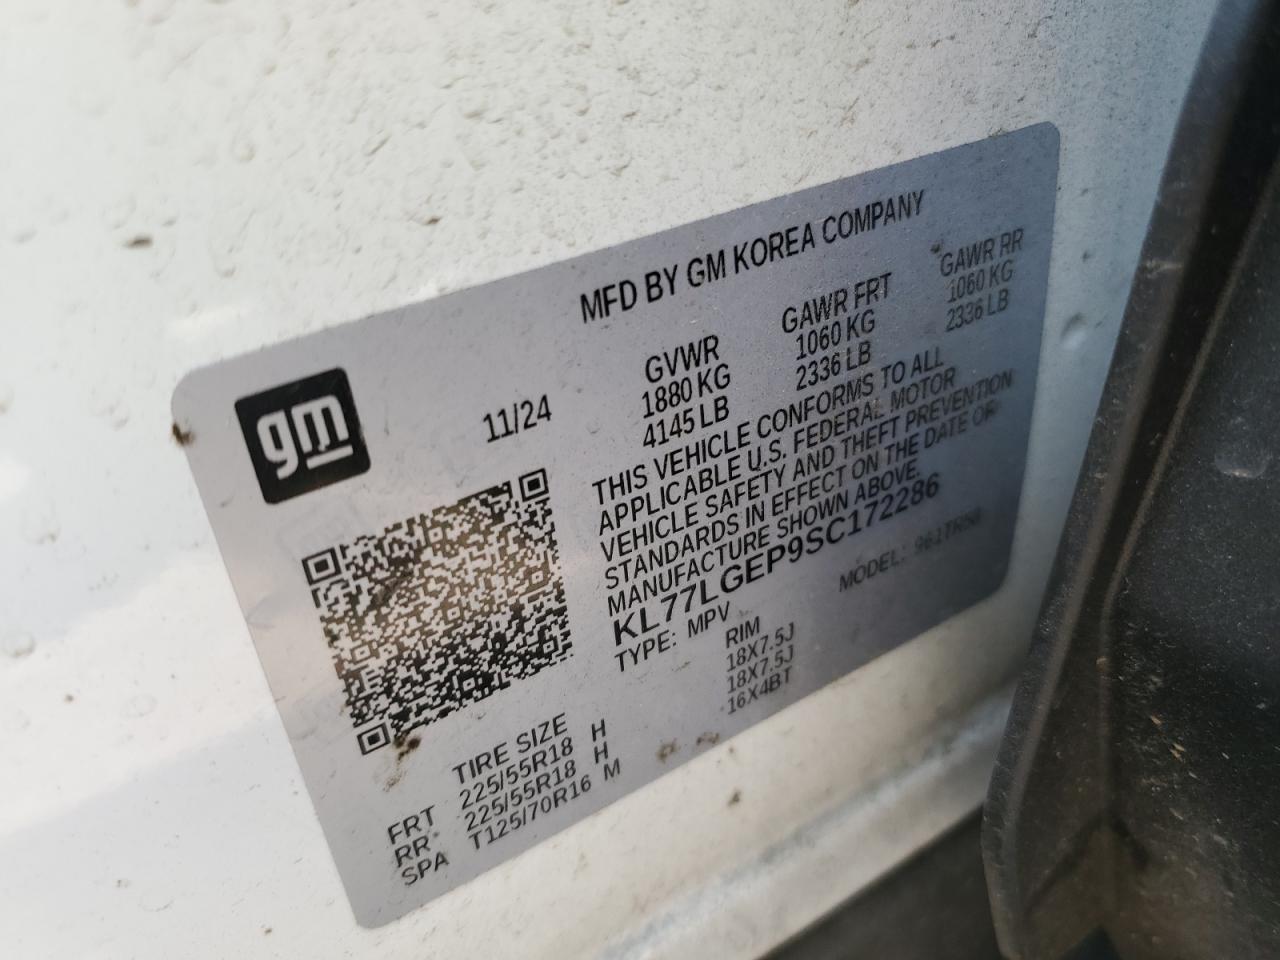 MFD BY GM KOREA COMPANY
gm
11/24
GVWR GAWR FRT GAWR RR
1880 KG 1060 KG 1060 KG
4145 LB 2336 LB 2336 LB
THIS VEHICLE CONFORMS TO ALL
APPLICABLE U.S. FEDERAL MOTOR
VEHICLE SAFETY AND THEFT PREVENTION
STANDARDS IN EFFECT ON THE DATE OF
MANUFACTURE SHOWN ABOVE.
KL77LGEP9SC172286
TYPE: MPV MODEL:
TIRE SIZE RIM
FRT 225/55R18 H 18X7.5J
RR 225/55R18 H 18X7.5J
SPA T125/70R16 M 16X4BT